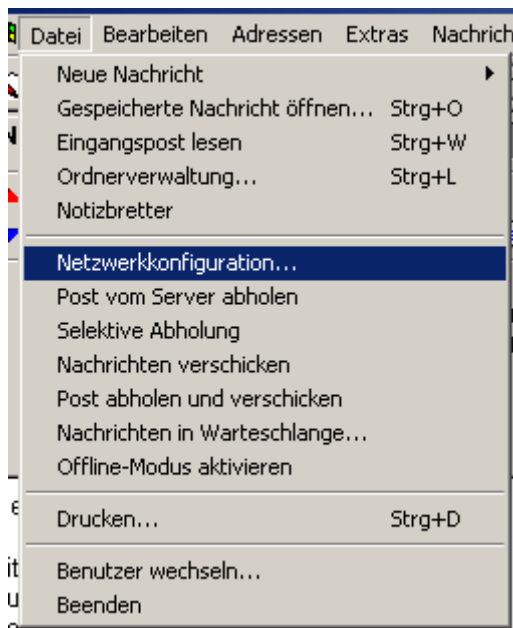 Datei Bearbeiten Adressen Extras Nachrich
Neue Nachricht
Gespeicherte Nachricht öffnen... Strg+O
Eingangspost lesen Strg+W
Ordnerverwaltung... Strg+L
Notizbretter
Netzwerkkonfiguration...
Post vom Server abholen
Selektive Abholung
Nachrichten verschicken
Post abholen und verschicken
Nachrichten in Warteschlange...
Offline-Modus aktivieren
Drucken... Strg+D
Benutzer wechseln...
Beenden